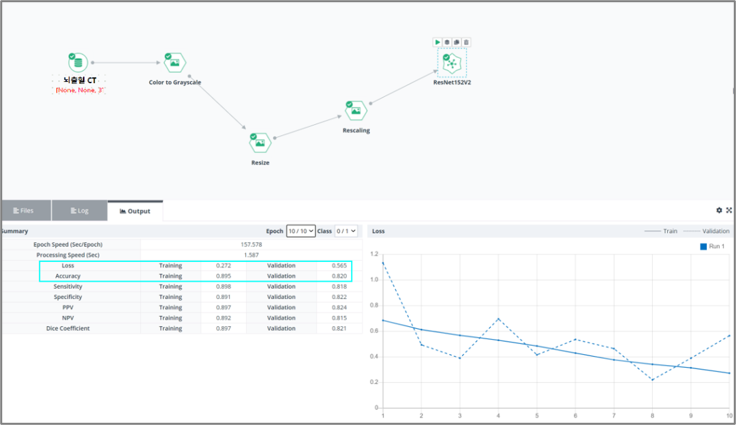 뇌출혈 CT
[None, None, 3]
Color to Grayscale
Resize
Rescaling
ResNet152V2
Files
Log
Output
Summary
Epoch 10 / 10 Class 0 / 1
Epoch Speed (Sec/Epoch) 157.578
Processing Speed (Sec) 1.587
Loss Training 0.272 Validation 0.565
Accuracy Training 0.895 Validation 0.820
Sensitivity Training 0.898 Validation 0.818
Specificity Training 0.891 Validation 0.822
PPV Training 0.897 Validation 0.824
NPV Training 0.892 Validation 0.815
Dice Coefficient Training 0.897 Validation 0.821
Loss
Train Validation
Run 1
1.2
1.0
0.8
0.6
0.4
0.2
0
1 2 3 4 5 6 7 8 9 10